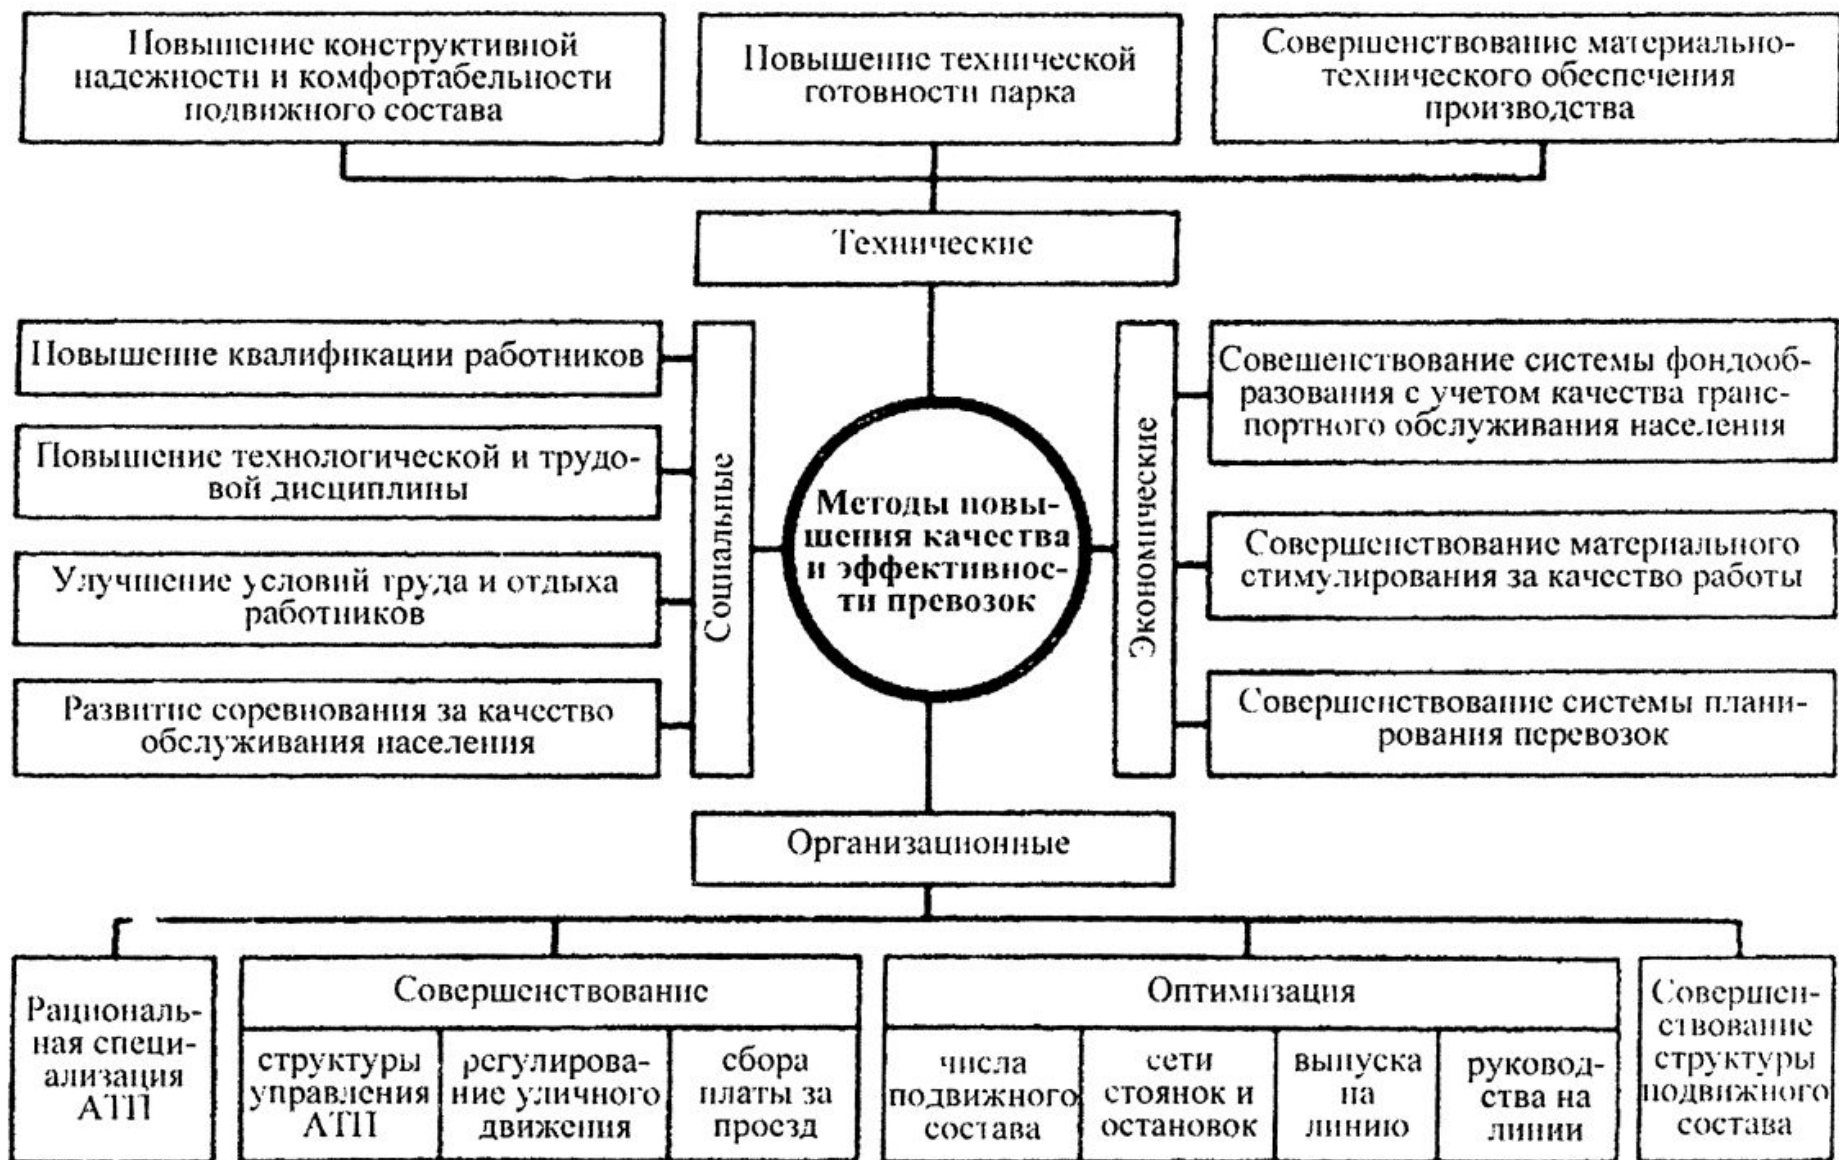 Повышение конструктивной
надежности и комфортабельности
подвижного состава
Повышение технической
готовности парка
Совершенствование материально-
технического обеспечения
производства
Технические
Повышение квалификации работников
Повышение технологической и трудо-
вой дисциплины
Улучшение условий труда и отдыха
работников
Развитие соревнования за качество
обслуживания населения
Социальные
Методы повы-
шения качества
и эффективнос-
ти превозок
Экономические
Совешенствование системы фондооб-
разования с учетом качества транс-
портного обслуживания населения
Совершенствование материального
стимулирования за качество работы
Совершенствование системы плани-
рования перевозок
Организационные
Рациональ-
ная специ-
ализация
АТП
Совершенствование
структуры
управления
АТП
регулирова-
ние уличного
движения
сбора
платы за
проезд
Оптимизация
числа
подвижного
состава
сети
стоянок и
остановок
выпуска
на
линию
руковод-
ства на
линии
Совершен-
ствование
структуры
подвижного
состава